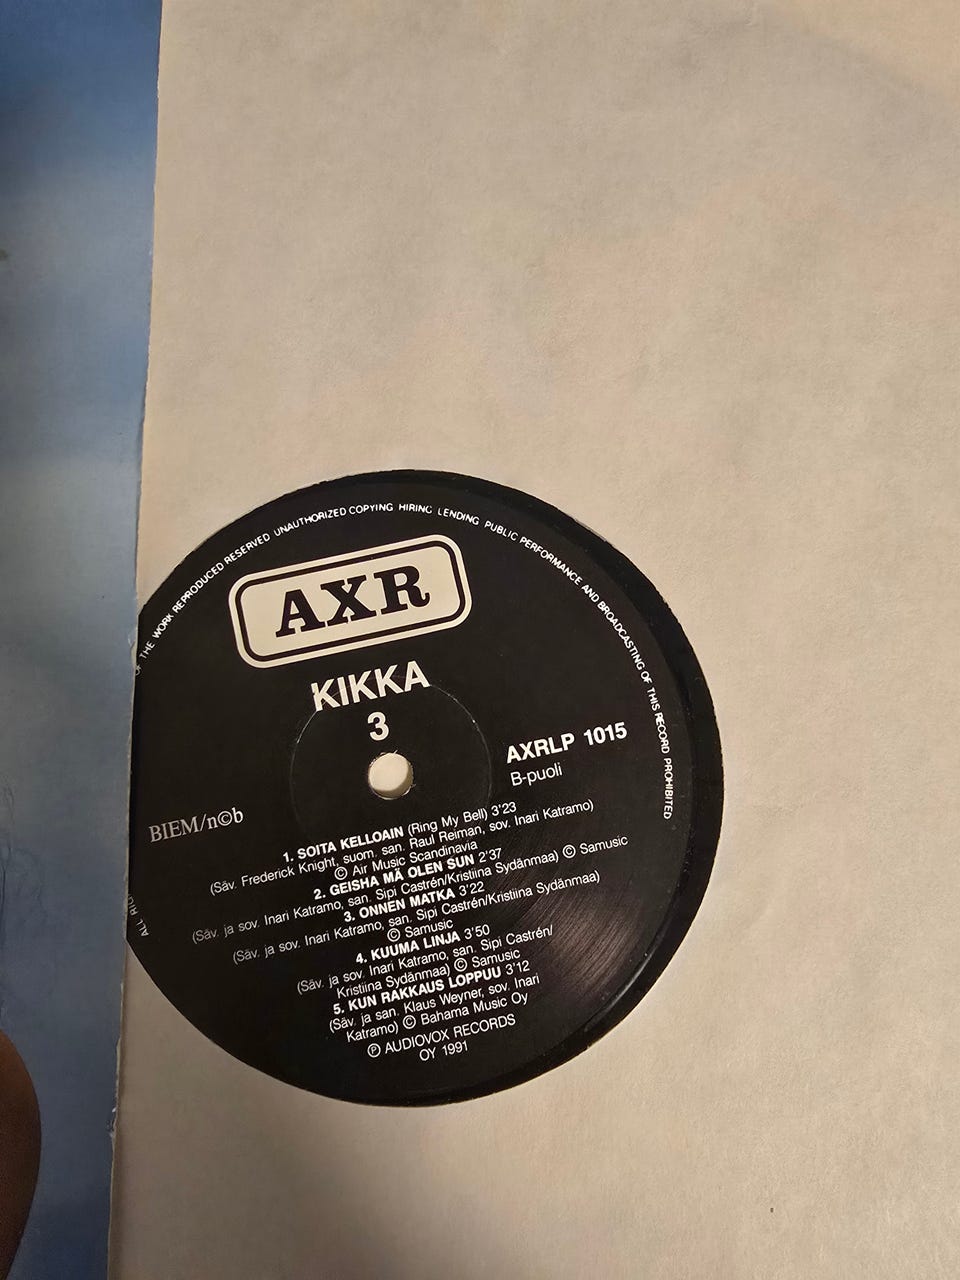 OF THE WORK REPRODUCED RESERVED UNAUTHORIZED COPYING HIRING LENDING PUBLIC PERFORMANCE AND BROADCASTING OF THIS RECORD PROHIBITED
AXR
KIKKA
3
AXRLP 1015
B-puoli
BIEM/n©b
1. SOITA KELLOAIN (Ring My Bell) 3'23
(Säv. Frederick Knight, suom. san. Raul Reiman, sov. Inari Katramo)
© Air Music Scandinavia
2. GEISHA MÄ OLEN SUN 2'37
(Säv. ja sov. Inari Katramo, san. Sipi Castrén/Kristiina Sydänmaa) © Samusic
3. ONNEN MATKA 3'22
(Säv. ja sov. Inari Katramo, san. Sipi Castrén/Kristiina Sydänmaa)
© Samusic
4. KUUMA LINJA 3'50
(Säv. ja sov. Inari Katramo, san. Sipi Castrén/
Kristiina Sydänmaa) © Samusic
5. KUN RAKKAUS LOPPUU 3'12
(Säv. ja san. Klaus Weyner, sov. Inari
Katramo) © Bahama Music Oy
℗ AUDIOVOX RECORDS
OY 1991
ALL